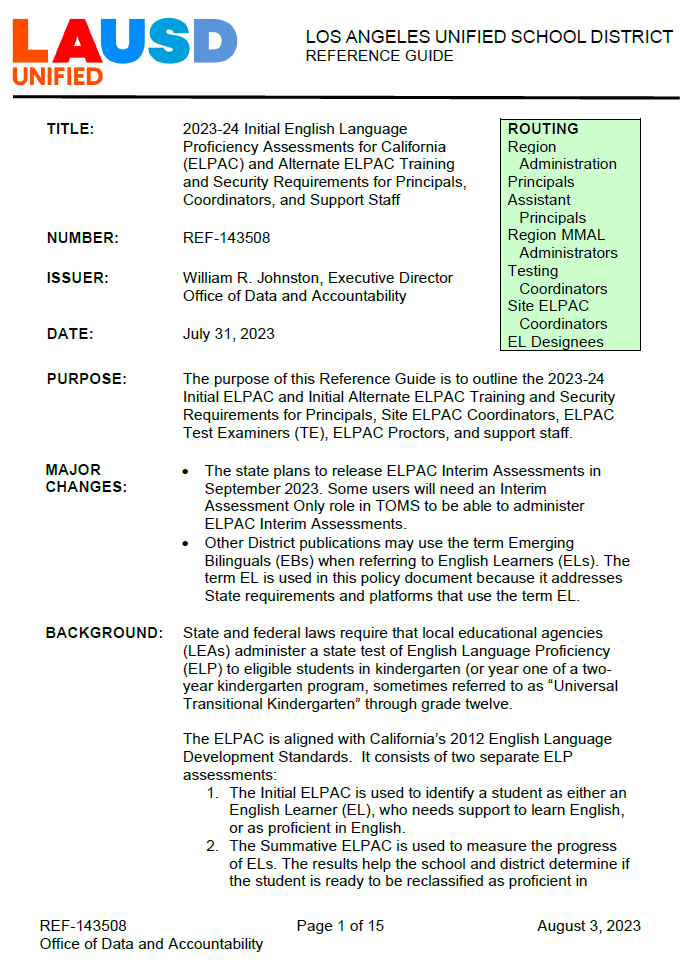 LAUSD
UNIFIED
LOS ANGELES UNIFIED SCHOOL DISTRICT
REFERENCE GUIDE
TITLE:
2023-24 Initial English Language
Proficiency Assessments for California
(ELPAC) and Alternate ELPAC Training
and Security Requirements for Principals,
Coordinators, and Support Staff
ROUTING
Region
Administration
Principals
Assistant
Principals
Region MMAL
Administrators
Testing
Coordinators
Site ELPAC
Coordinators
EL Designees
NUMBER:
REF-143508
ISSUER:
William R. Johnston, Executive Director
Office of Data and Accountability
DATE:
July 31, 2023
PURPOSE:
The purpose of this Reference Guide is to outline the 2023-24
Initial ELPAC and Initial Alternate ELPAC Training and Security
Requirements for Principals, Site ELPAC Coordinators, ELPAC
Test Examiners (TE), ELPAC Proctors, and support staff.
MAJOR
CHANGES:
• The state plans to release ELPAC Interim Assessments in
September 2023. Some users will need an Interim
Assessment Only role in TOMS to be able to administer
ELPAC Interim Assessments.
• Other District publications may use the term Emerging
Bilinguals (EBs) when referring to English Learners (ELs). The
term EL is used in this policy document because it addresses
State requirements and platforms that use the term EL.
BACKGROUND:
State and federal laws require that local educational agencies
(LEAs) administer a state test of English Language Proficiency
(ELP) to eligible students in kindergarten (or year one of a two-
year kindergarten program, sometimes referred to as “Universal
Transitional Kindergarten” through grade twelve.
The ELPAC is aligned with California’s 2012 English Language
Development Standards. It consists of two separate ELP
assessments:
1. The Initial ELPAC is used to identify a student as either an
English Learner (EL), who needs support to learn English,
or as proficient in English.
2. The Summative ELPAC is used to measure the progress
of ELs. The results help the school and district determine if
the student is ready to be reclassified as proficient in
REF-143508
Page 1 of 15
August 3, 2023
Office of Data and Accountability